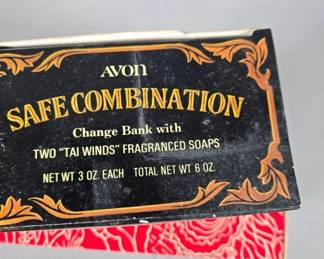 AVON
SAFE COMBINATION
Change Bank with
TWO "TAI WINDS" FRAGRANCED SOAPS
NET WT 3 OZ. EACH TOTAL NET WT 6 OZ.